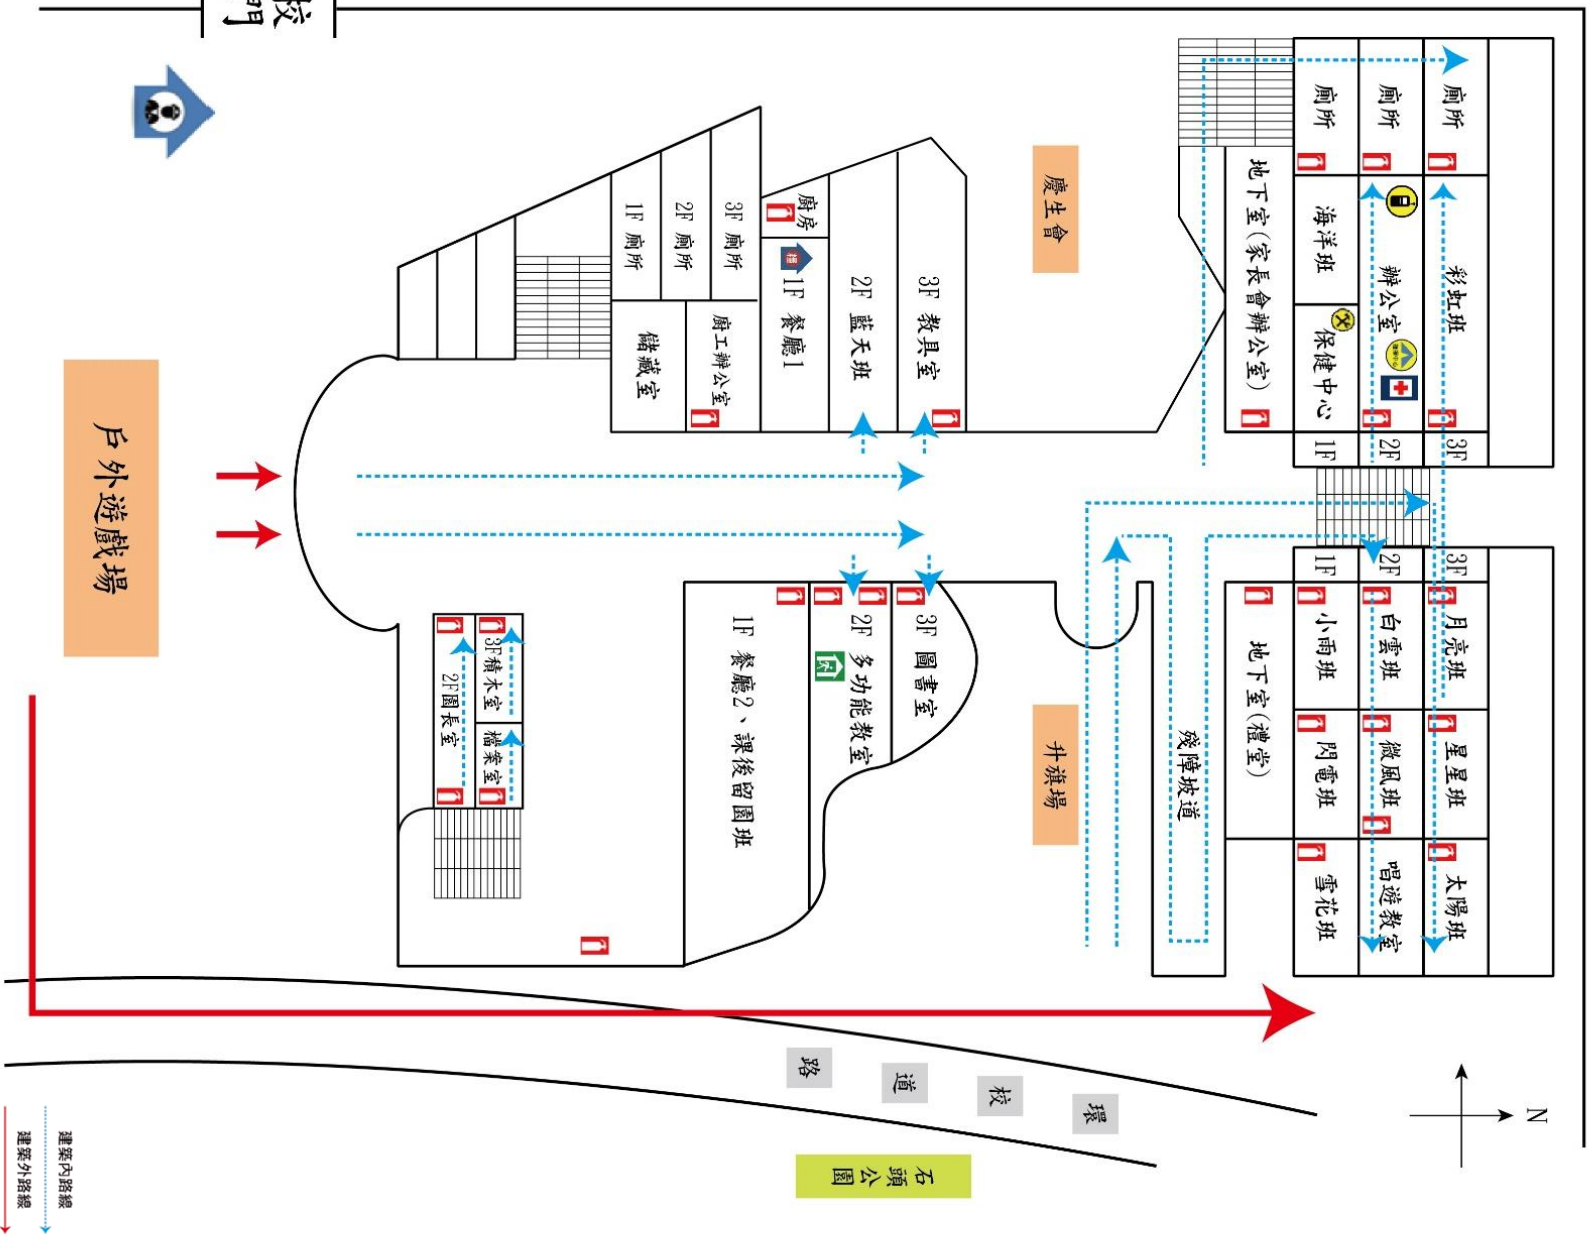 校門
廁所
廁所
廁所
彩虹班
辦公室
海洋班
保健中心
地下室(家長會辦公室)
3F
2F
1F
慶生會
3F 教具室
2F 藍天班
廚房
1F 餐廳1
3F 廁所
2F 廁所
1F 廁所
廚工辦公室
儲藏室
戶外遊戲場
3F
2F
1F
月亮班
星星班
太陽班
白雲班
微風班
唱遊教室
小雨班
閃電班
雪花班
地下室(禮堂)
殘障坡道
升旗場
3F 圖書室
2F 多功能教室
1F 餐廳2、課後留園班
3F積木室
檔案室
2F園長室
環
校
道
路
石頭
公園
N
建築內路線
建築外路線